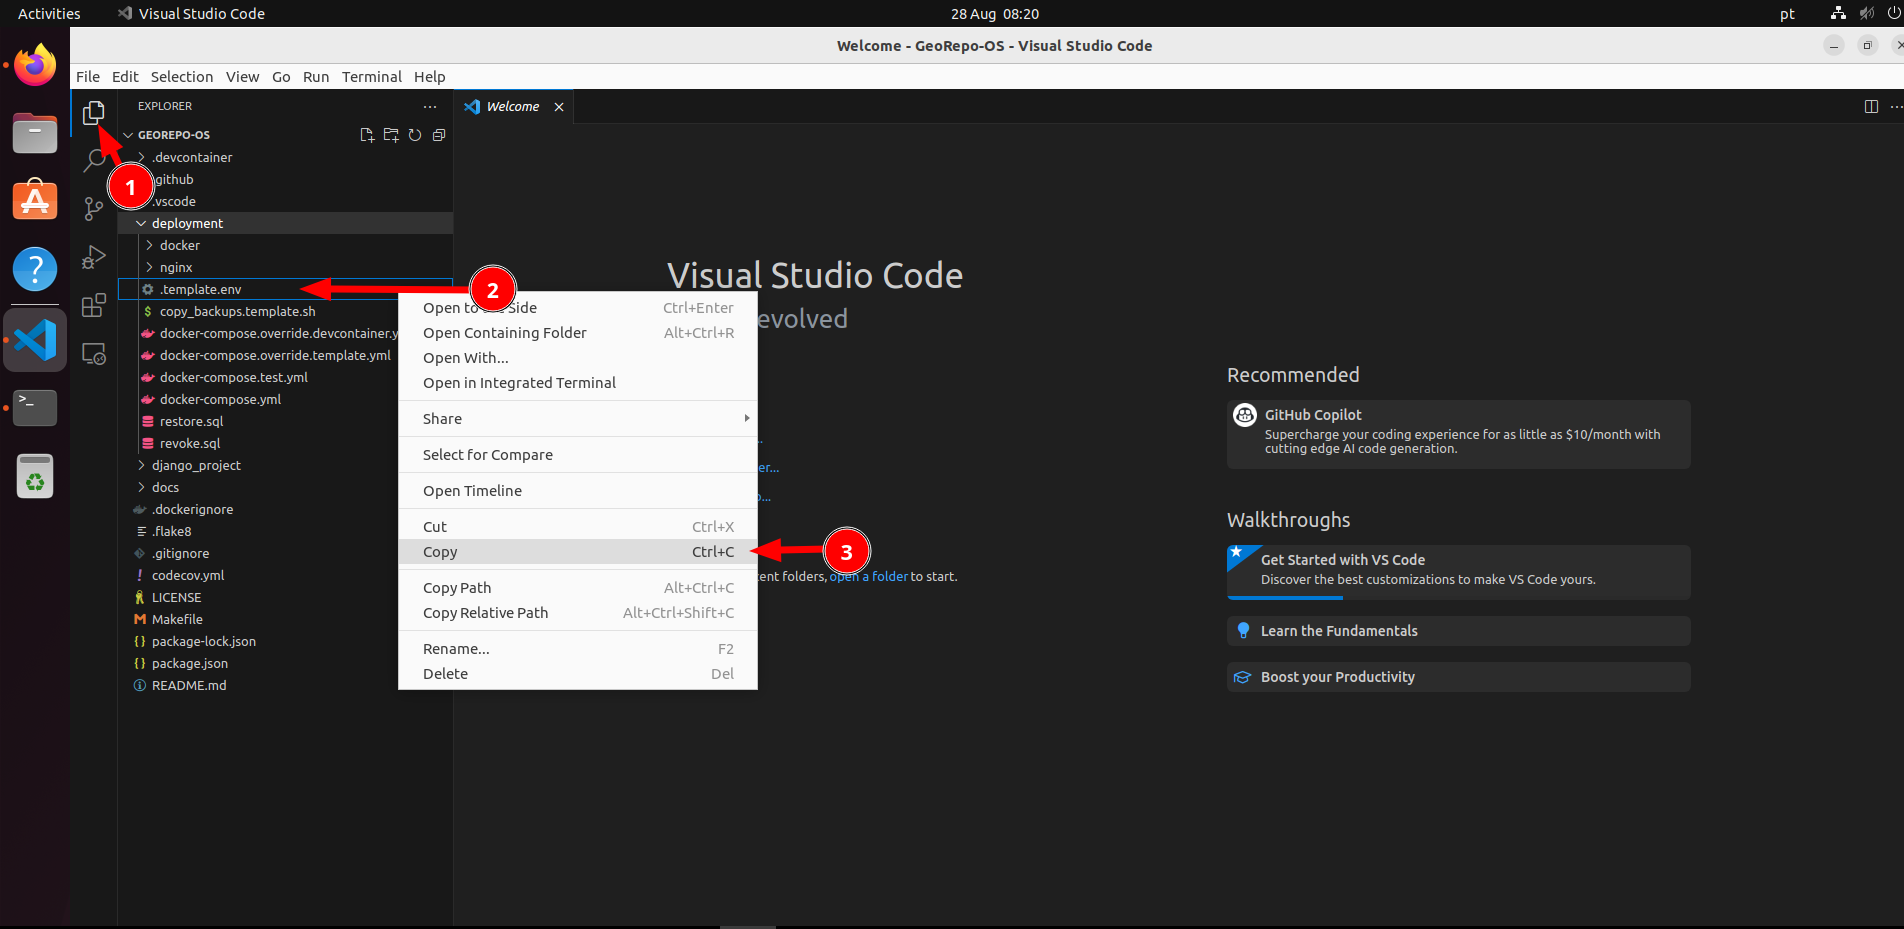 Activities
Visual Studio Code
28 Aug 08:20
pt
Welcome - GeoRepo-OS - Visual Studio Code
File Edit Selection View Go Run Terminal Help
EXPLORER
Welcome
GEOREPO-OS
.devcontainer
github
.vscode
deployment
docker
nginx
.template.env
copy_backups.template.sh
docker-compose.override.devcontainer.y
docker-compose.override.template.yml
docker-compose.test.yml
docker-compose.yml
restore.sql
revoke.sql
django_project
docs
.dockerignore
.flake8
.gitignore
codecov.yml
LICENSE
Makefile
package-lock.json
package.json
README.md
1
2
3
Open to Side Ctrl+Enter
Open Containing Folder Alt+Ctrl+R
Open With...
Open in Integrated Terminal
Share
Select for Compare
Open Timeline
Cut Ctrl+X
Copy Ctrl+C
Copy Path Alt+Ctrl+C
Copy Relative Path Alt+Ctrl+Shift+C
Rename... F2
Delete Del
Visual Studio Code
evolved
er...
ent folders, open a folder to start.
Recommended
GitHub Copilot
Supercharge your coding experience for as little as $10/month with
cutting edge AI code generation.
Walkthroughs
Get Started with VS Code
Discover the best customizations to make VS Code yours.
Learn the Fundamentals
Boost your Productivity